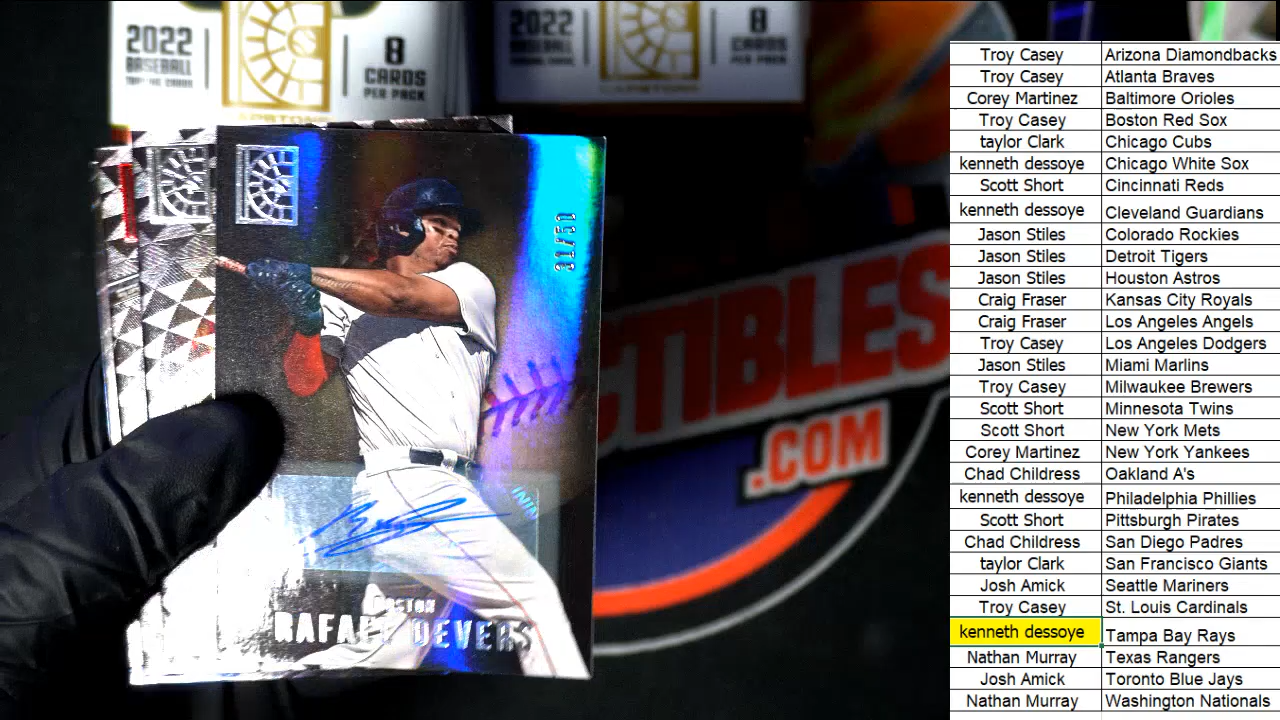 2022
BASEBALL
8
CARDS
PER PACK
2022
BASEBALL
8
CARDS
PER PACK
CAPSTONE
31/50
BOSTON
RAFAEL DEVERS
CTIBLES
.COM
Troy Casey Arizona Diamondbacks
Troy Casey Atlanta Braves
Corey Martinez Baltimore Orioles
Troy Casey Boston Red Sox
taylor Clark Chicago Cubs
kenneth dessoye Chicago White Sox
Scott Short Cincinnati Reds
kenneth dessoye Cleveland Guardians
Jason Stiles Colorado Rockies
Jason Stiles Detroit Tigers
Jason Stiles Houston Astros
Craig Fraser Kansas City Royals
Craig Fraser Los Angeles Angels
Troy Casey Los Angeles Dodgers
Jason Stiles Miami Marlins
Troy Casey Milwaukee Brewers
Scott Short Minnesota Twins
Scott Short New York Mets
Corey Martinez New York Yankees
Chad Childress Oakland A's
kenneth dessoye Philadelphia Phillies
Scott Short Pittsburgh Pirates
Chad Childress San Diego Padres
taylor Clark San Francisco Giants
Josh Amick Seattle Mariners
Troy Casey St. Louis Cardinals
kenneth dessoye Tampa Bay Rays
Nathan Murray Texas Rangers
Josh Amick Toronto Blue Jays
Nathan Murray Washington Nationals